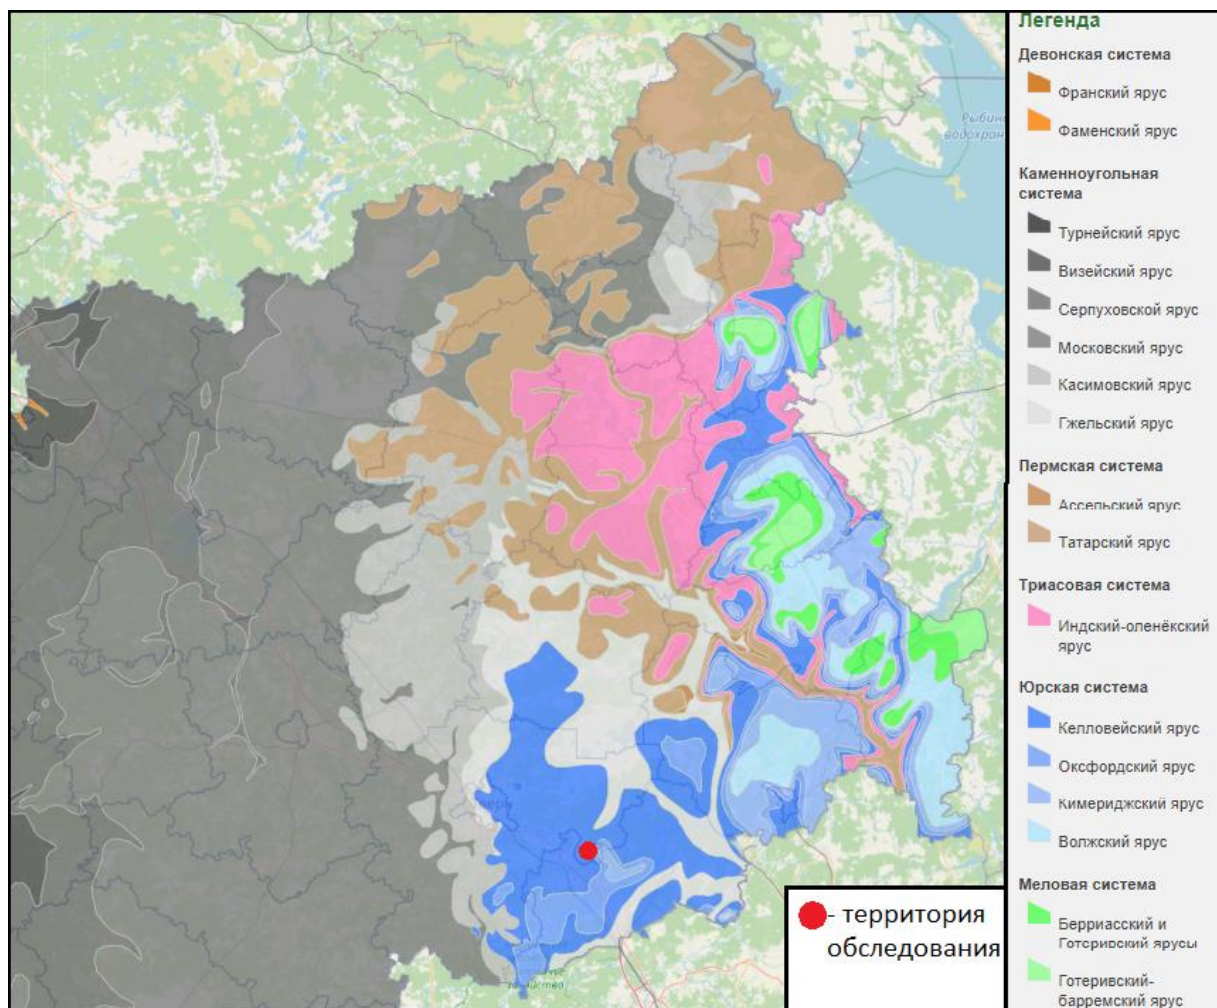 Легенда
Девонская система
Франский ярус
Фаменский ярус
Каменноугольная
система
Турнейский ярус
Визейский ярус
Серпуховской ярус
Московский ярус
Касимовский ярус
Гжельский ярус
Пермская система
Ассельский ярус
Татарский ярус
Триасовая система
Индский-оленёкский
ярус
Юрская система
Келловейский ярус
Оксфордский ярус
Кимериджский ярус
Волжский ярус
Меловая система
Берриасский и
Готеривский ярусы
Готеривский-
барремский ярус
- территория
обследования